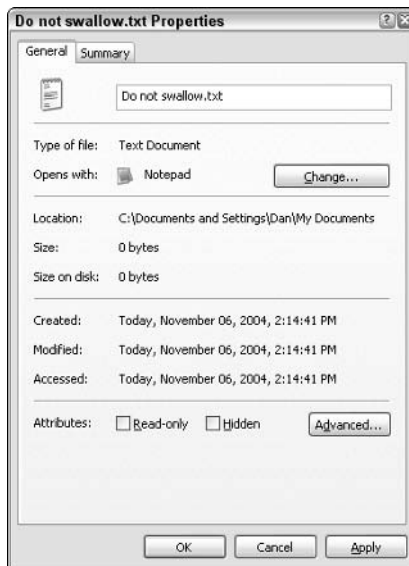 Do not swallow.txt Properties
General Summary
Do not swallow.txt
Type of file: Text Document
Opens with: Notepad Change...
Location: C:\Documents and Settings\Dan\My Documents
Size: 0 bytes
Size on disk: 0 bytes
Created: Today, November 06, 2004, 2:14:41 PM
Modified: Today, November 06, 2004, 2:14:41 PM
Accessed: Today, November 06, 2004, 2:14:41 PM
Attributes: Read-only Hidden Advanced...
OK Cancel Apply